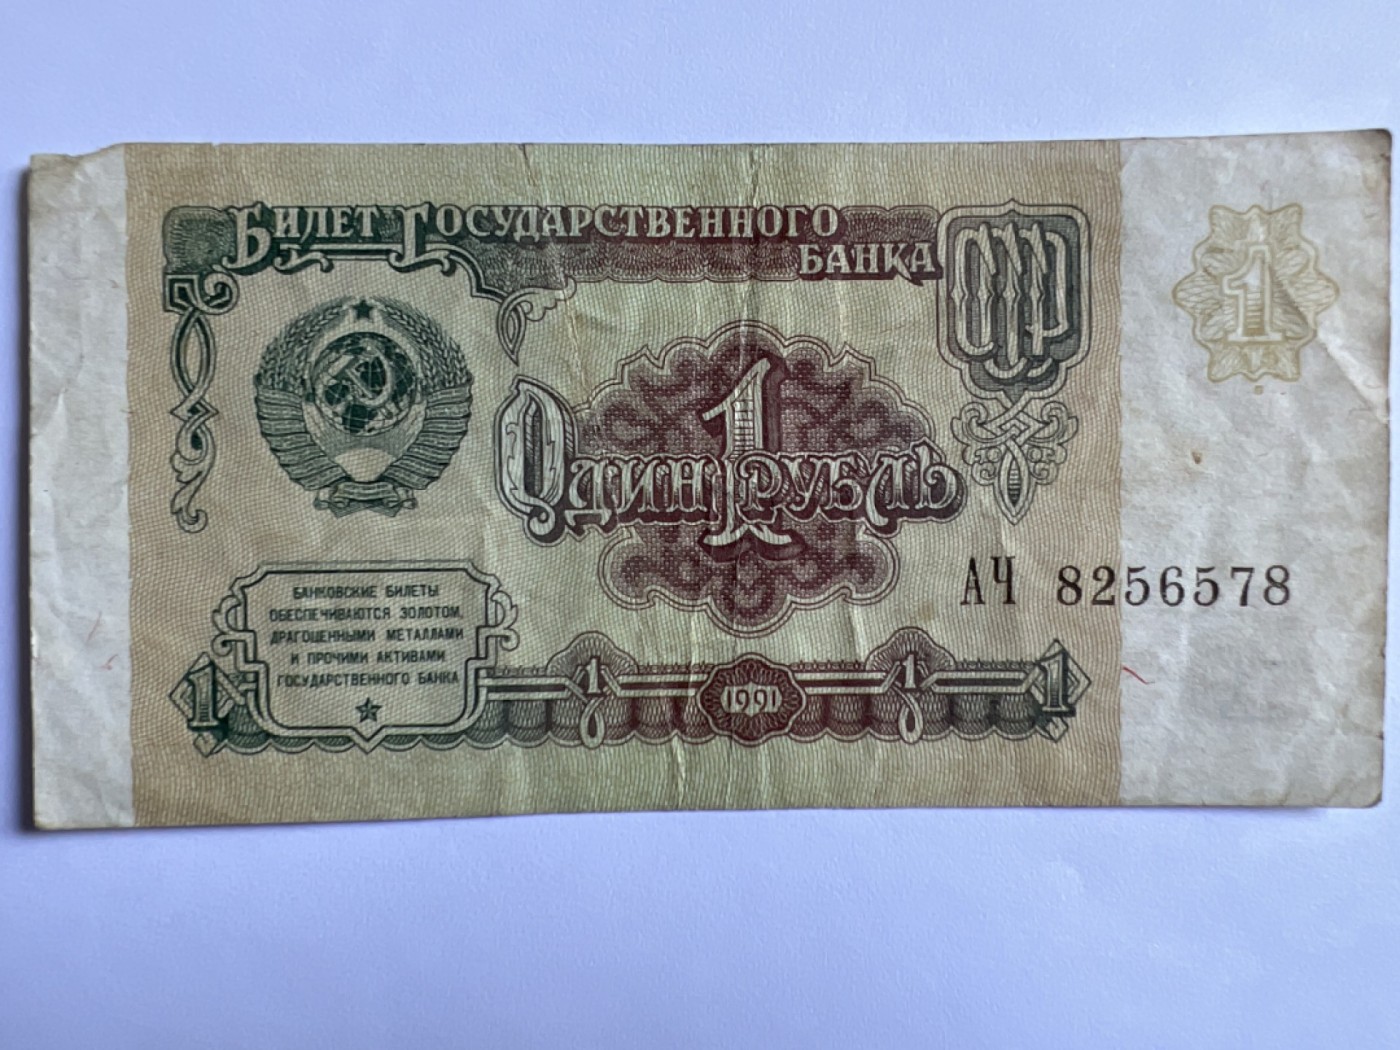 Билет Государственного
Банка
1
1
Один рубль
АЧ 8256578
БАНКОВСКИЕ БИЛЕТЫ
ОБЕСПЕЧИВАЮТСЯ ЗОЛОТОМ,
ДРАГОЦЕННЫМИ МЕТАЛЛАМИ
И ПРОЧИМИ АКТИВАМИ
ГОСУДАРСТВЕННОГО БАНКА
1 1 1991 1 1